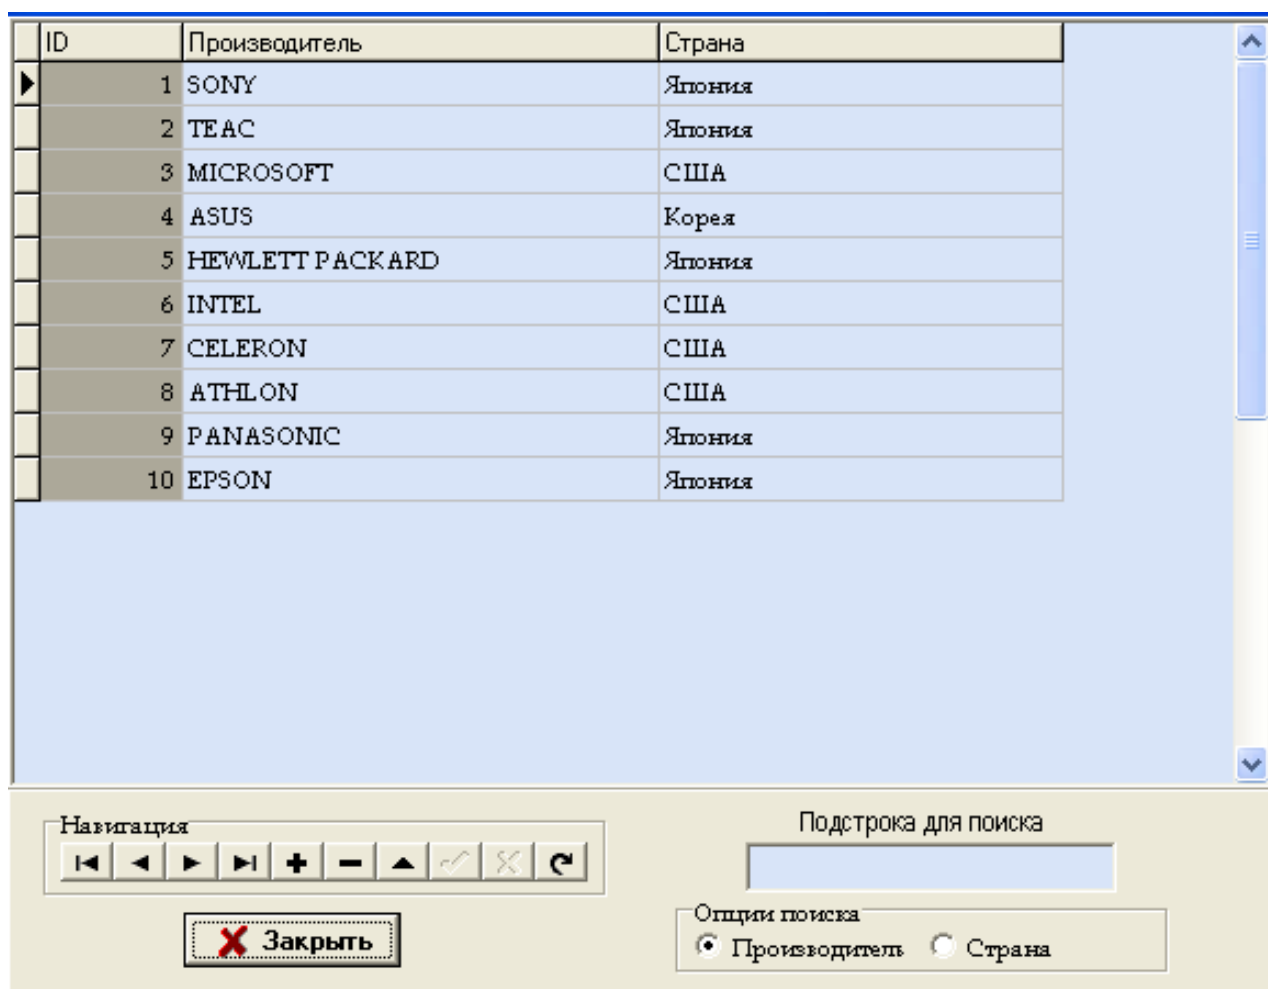 ID Производитель Страна
1 SONY Япония
2 TEAC Япония
3 MICROSOFT США
4 ASUS Корея
5 HEWLETT PACKARD Япония
6 INTEL США
7 CELERON США
8 ATHLON США
9 PANASONIC Япония
10 EPSON Япония
Навигация
Подстрока для поиска
Закрыть
Опции поиска
Производитель Страна